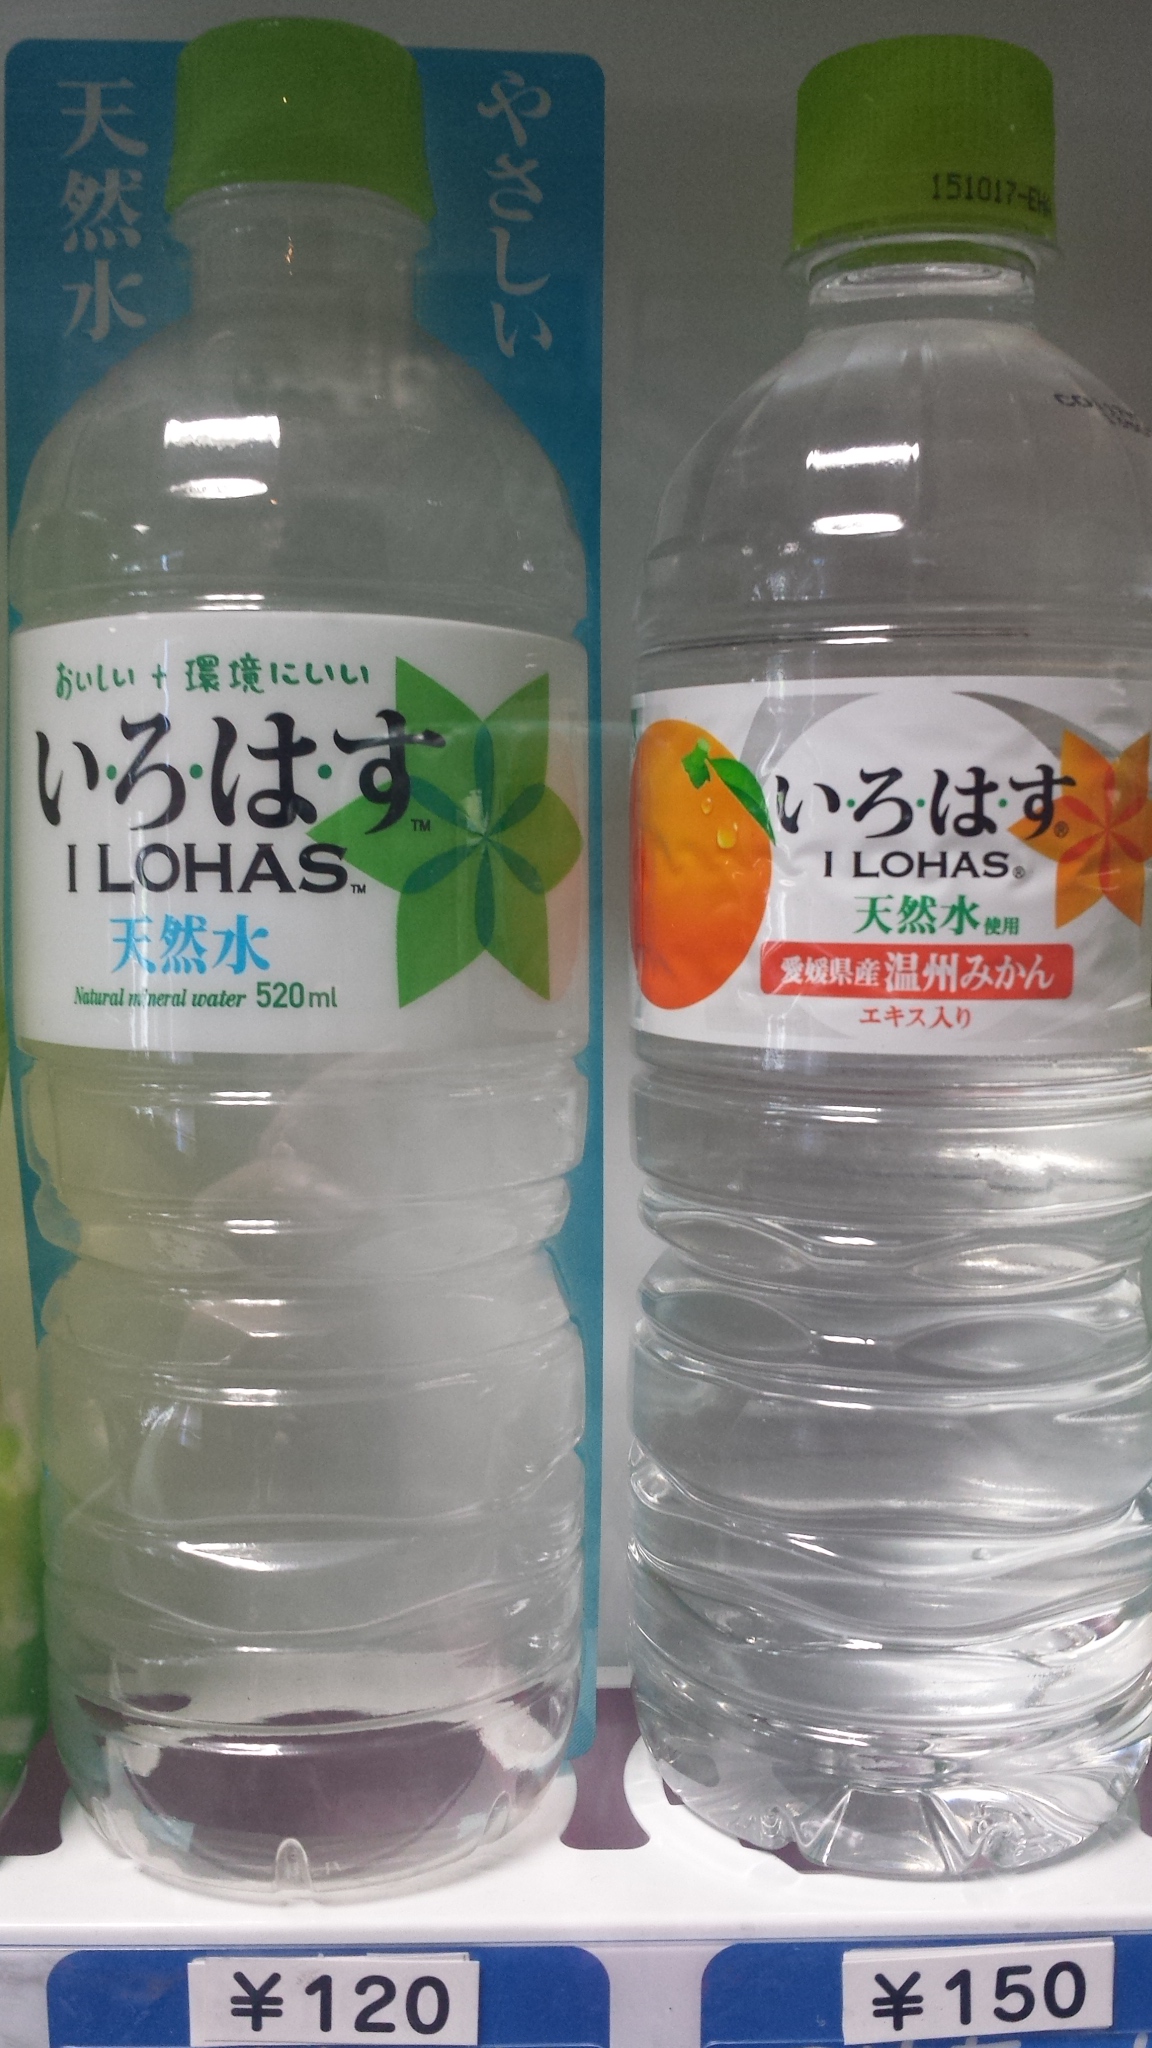 天然水
やさしい
おいしい + 環境にいい
い・ろ・は・す™
I LOHAS™
天然水
Natural mineral water 520ml
¥120
151017-EH
い・ろ・は・す®
I LOHAS®
天然水使用
愛媛県産 温州みかん
エキス入り
¥150